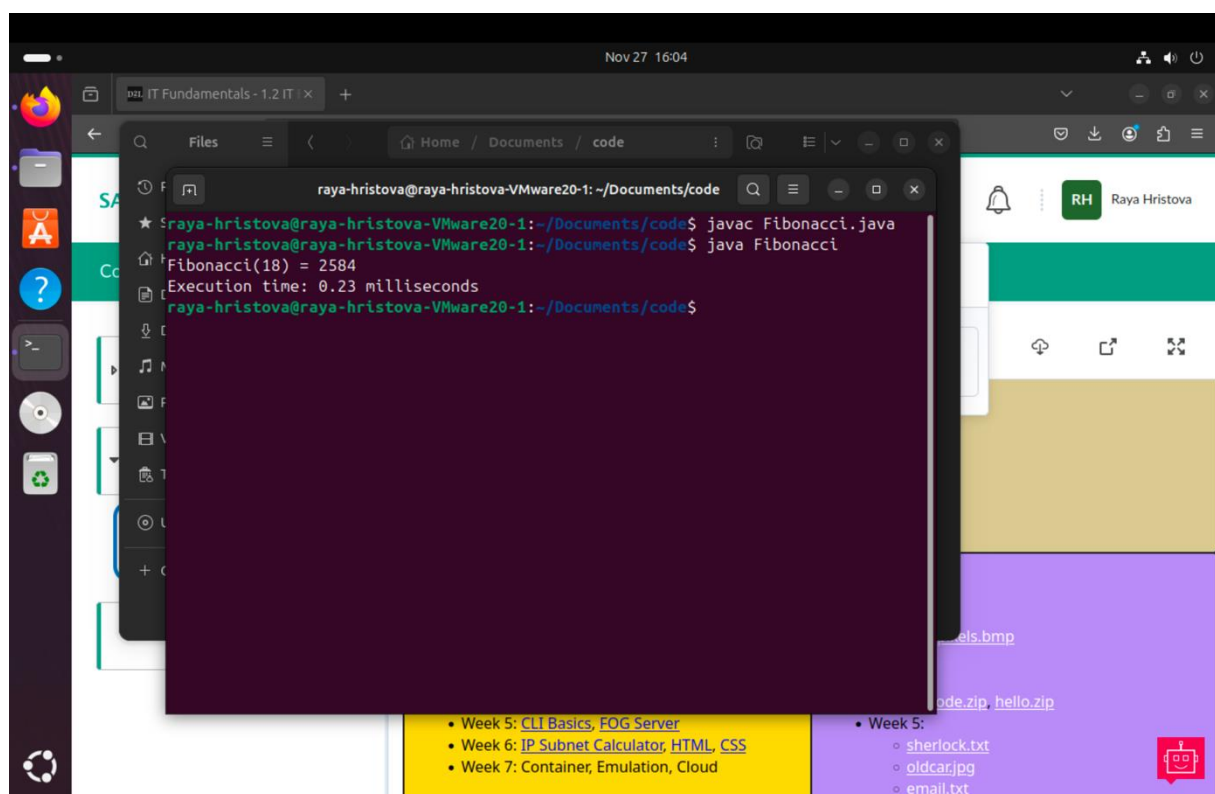 Nov 27 16:04
IT Fundamentals - 1.2 IT
Files
Home / Documents / code
raya-hristova@raya-hristova-VMware20-1: ~/Documents/code
RH Raya Hristova
raya-hristova@raya-hristova-VMware20-1:~/Documents/code$ javac Fibonacci.java
raya-hristova@raya-hristova-VMware20-1:~/Documents/code$ java Fibonacci
Fibonacci(18) = 2584
Execution time: 0.23 milliseconds
raya-hristova@raya-hristova-VMware20-1:~/Documents/code$
els.bmp
ode.zip, hello.zip
• Week 5: CLI Basics, FOG Server
• Week 6: IP Subnet Calculator, HTML, CSS
• Week 7: Container, Emulation, Cloud
• Week 5:
◦ sherlock.txt
◦ oldcar.jpg
◦ email.txt